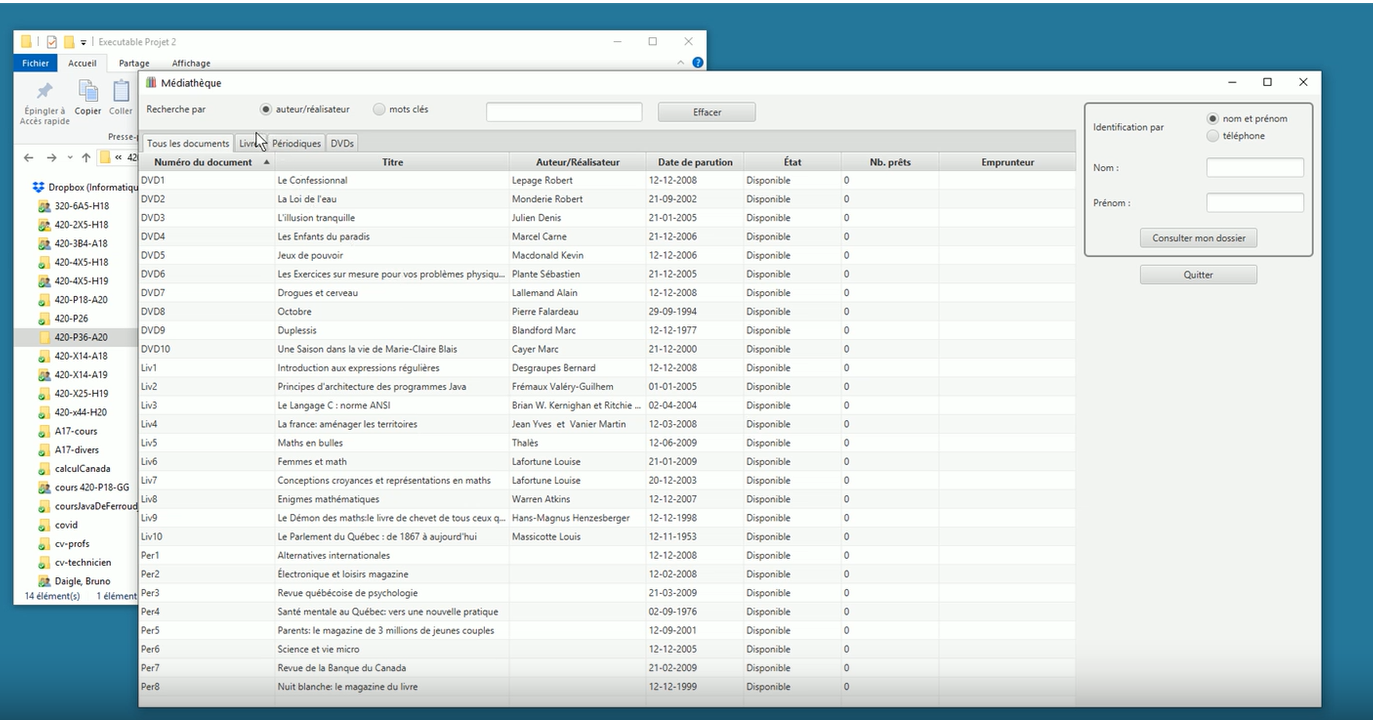 Executable Projet 2
Fichier Accueil Partage Affichage
Épingler à Accès rapide
Copier
Coller
Presse-p
« 42
Dropbox (Informatiqu
320-6A5-H18
420-2X5-H18
420-3B4-A18
420-4X5-H18
420-4X5-H19
420-P18-A20
420-P26
420-P36-A20
420-X14-A18
420-X14-A19
420-X25-H19
420-x44-H20
A17-cours
A17-divers
calculCanada
cours 420-P18-GG
coursJavaDeFerroud
covid
cv-profs
cv-technicien
Daigle, Bruno
14 élément(s) 1 élément
Médiathèque
Recherche par auteur/réalisateur mots clés Effacer
Tous les documents Livr Périodiques DVDs
Numéro du document Titre Auteur/Réalisateur Date de parution État Nb. prêts Emprunteur
DVD1 Le Confessionnal Lepage Robert 12-12-2008 Disponible 0
DVD2 La Loi de l'eau Monderie Robert 21-09-2002 Disponible 0
DVD3 L'illusion tranquille Julien Denis 21-01-2005 Disponible 0
DVD4 Les Enfants du paradis Marcel Carne 21-12-2006 Disponible 0
DVD5 Jeux de pouvoir Macdonald Kevin 12-12-2006 Disponible 0
DVD6 Les Exercices sur mesure pour vos problèmes physiqu... Plante Sébastien 21-12-2005 Disponible 0
DVD7 Drogues et cerveau Lallemand Alain 12-12-2008 Disponible 0
DVD8 Octobre Pierre Falardeau 29-09-1994 Disponible 0
DVD9 Duplessis Blandford Marc 12-12-1977 Disponible 0
DVD10 Une Saison dans la vie de Marie-Claire Blais Cayer Marc 21-12-2000 Disponible 0
Liv1 Introduction aux expressions régulières Desgraupes Bernard 12-12-2008 Disponible 0
Liv2 Principes d'architecture des programmes Java Frémaux Valéry-Guilhem 01-01-2005 Disponible 0
Liv3 Le Langage C : norme ANSI Brian W. Kernighan et Ritchie ... 02-04-2004 Disponible 0
Liv4 La france: aménager les territoires Jean Yves et Vanier Martin 12-03-2008 Disponible 0
Liv5 Maths en bulles Thalès 12-06-2009 Disponible 0
Liv6 Femmes et math Lafortune Louise 21-01-2009 Disponible 0
Liv7 Conceptions croyances et représentations en maths Lafortune Louise 20-12-2003 Disponible 0
Liv8 Enigmes mathématiques Warren Atkins 12-12-2007 Disponible 0
Liv9 Le Démon des maths:le livre de chevet de tous ceux q... Hans-Magnus Henzesberger 12-12-1998 Disponible 0
Liv10 Le Parlement du Québec : de 1867 à aujourd'hui Massicotte Louis 12-11-1953 Disponible 0
Per1 Alternatives internationales 12-12-2008 Disponible 0
Per2 Électronique et loisirs magazine 12-02-2008 Disponible 0
Per3 Revue québécoise de psychologie 21-03-2009 Disponible 0
Per4 Santé mentale au Québec: vers une nouvelle pratique 02-09-1976 Disponible 0
Per5 Parents: le magazine de 3 millions de jeunes couples 12-09-2001 Disponible 0
Per6 Science et vie micro 12-12-2005 Disponible 0
Per7 Revue de la Banque du Canada 21-02-2009 Disponible 0
Per8 Nuit blanche: le magazine du livre 12-12-1999 Disponible 0
Identification par nom et prénom
téléphone
Nom :
Prénom :
Consulter mon dossier
Quitter